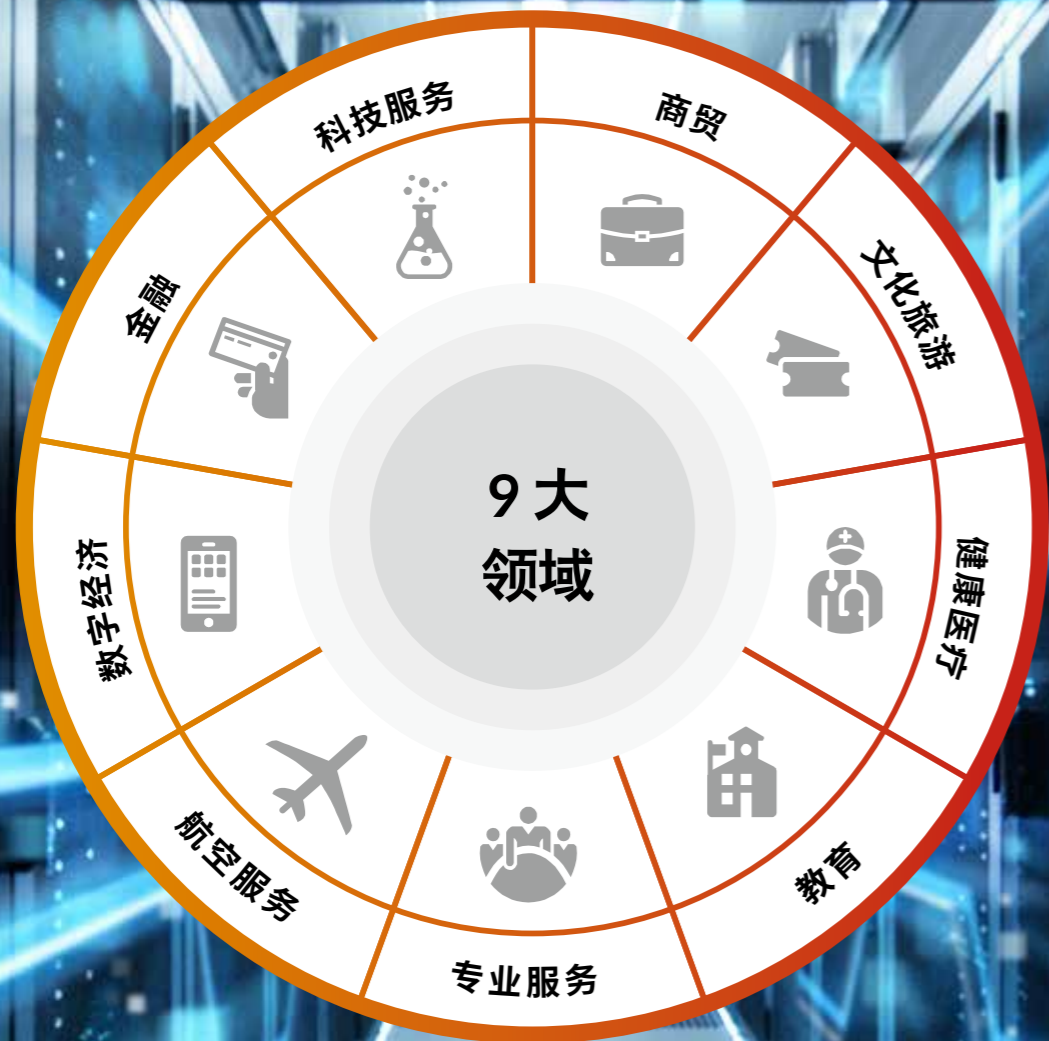 9 大
领域
商贸
文化旅游
健康医疗
教育
专业服务
航空服务
数字经济
金融
科技服务